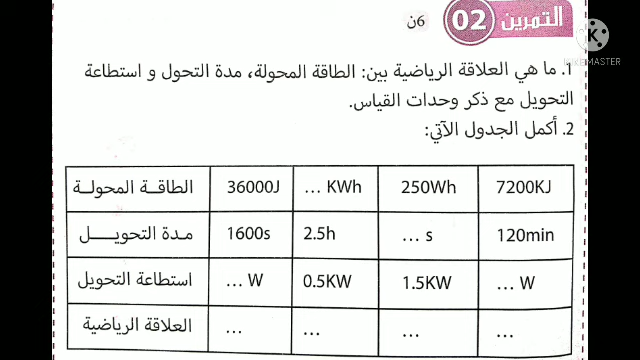 التمرين 02 6ن
1. ما هي العلاقة الرياضية بين: الطاقة المحولة، مدة التحول و استطاعة
التحويل مع ذكر وحدات القياس.
2. أكمل الجدول الآتي:
الطاقة المحولة 36000J ... KWh 250Wh 7200KJ
مدة التحويل 1600s 2.5h ... s 120min
استطاعة التحويل ... W 0.5KW 1.5KW ... W
العلاقة الرياضية ... ... ... ...
K
KINEMASTER